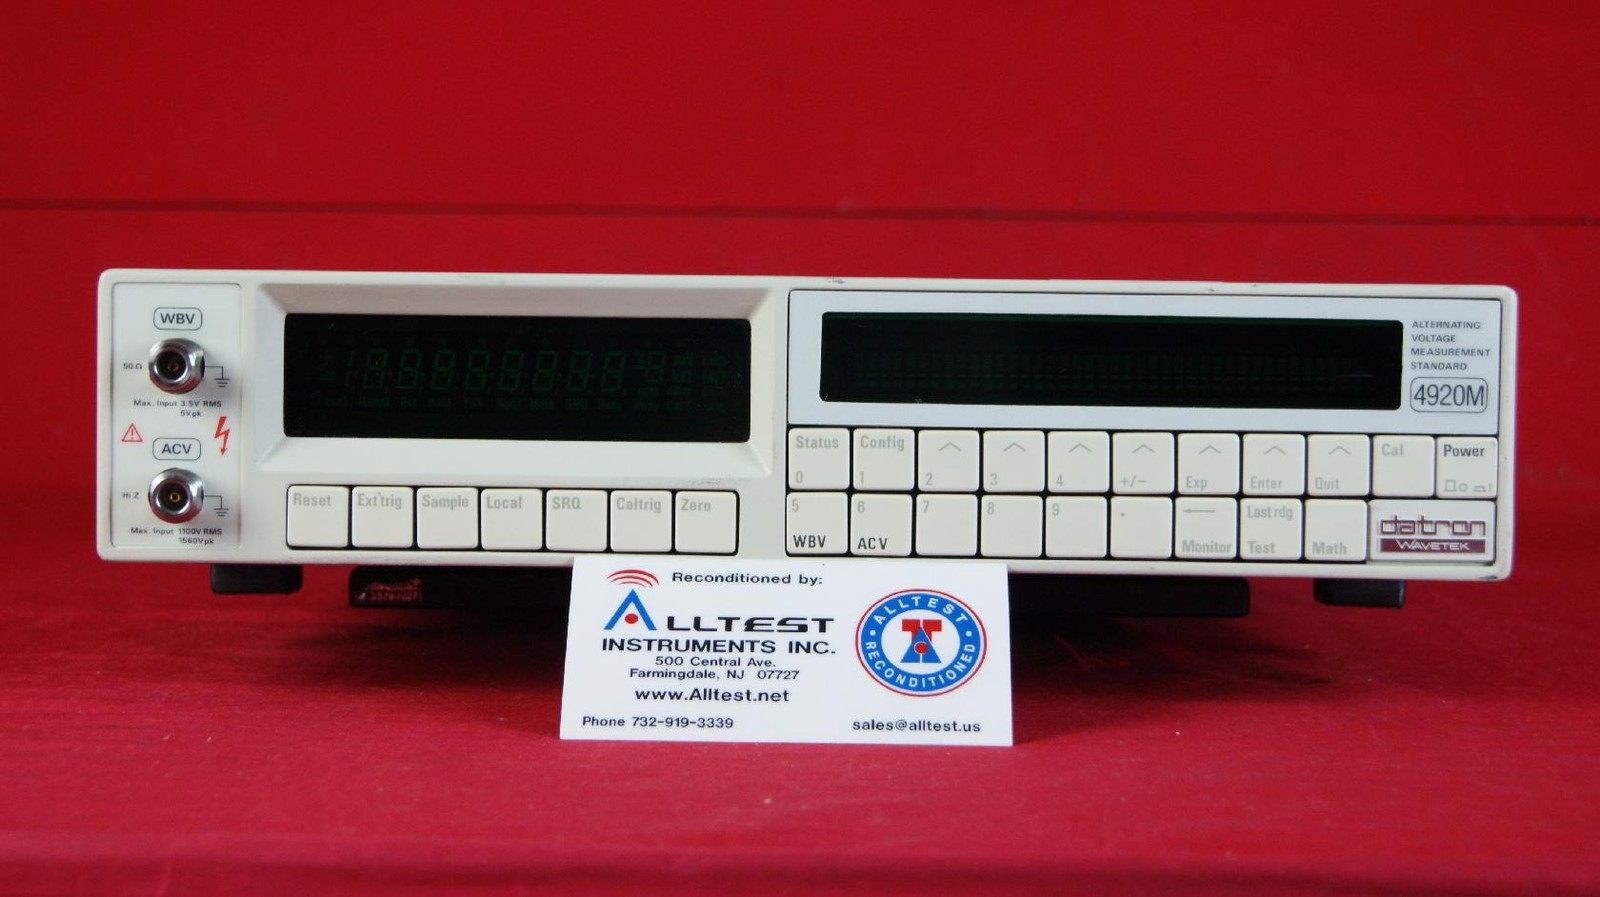 WBV
50Ω
Max. Input 3.5V RMS
5Vpk
ACV
Hi Z
Max. Input 1100V RMS
1560Vpk
Reset
Ext'trig
Sample
Local
SRQ
Caltrig
Zero
ALTERNATING
VOLTAGE
MEASUREMENT
STANDARD
4920M
Status
0
Config
1
2
3
4
+/-
Exp
Enter
Quit
Cal
Power
5
WBV
6
ACV
7
8
9
.
Monitor
Last rdg
Test
Math
datron
WAVETEK
Reconditioned by:
ALLTEST
INSTRUMENTS INC.
500 Central Ave.
Farmingdale, NJ 07727
www.Alltest.net
Phone 732-919-3339
ALLTEST
RECONDITIONED
sales@alltest.us